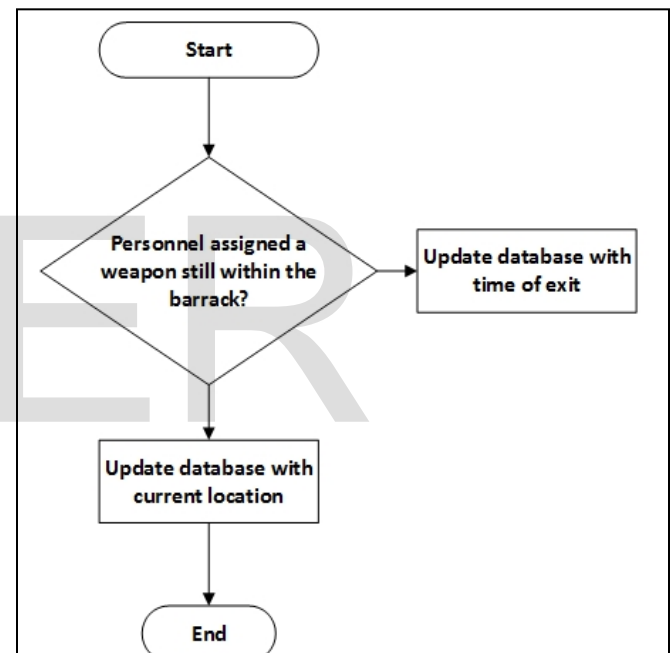 Start
Personnel assigned a
weapon still within the
barrack?
Update database with
time of exit
Update database with
current location
End
ER